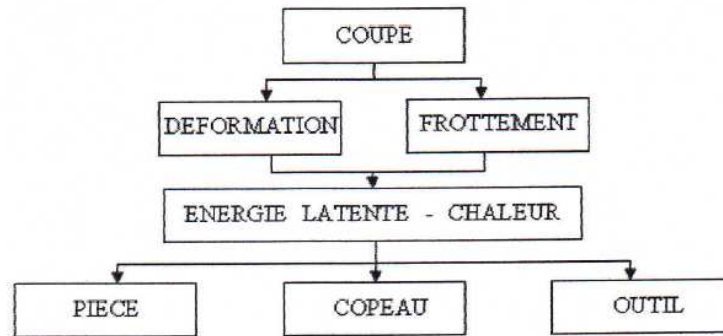 COUPE
DEFORMATION
FROTTEMENT
ENERGIE LATENTE - CHALEUR
PIECE
COPEAU
OUTIL